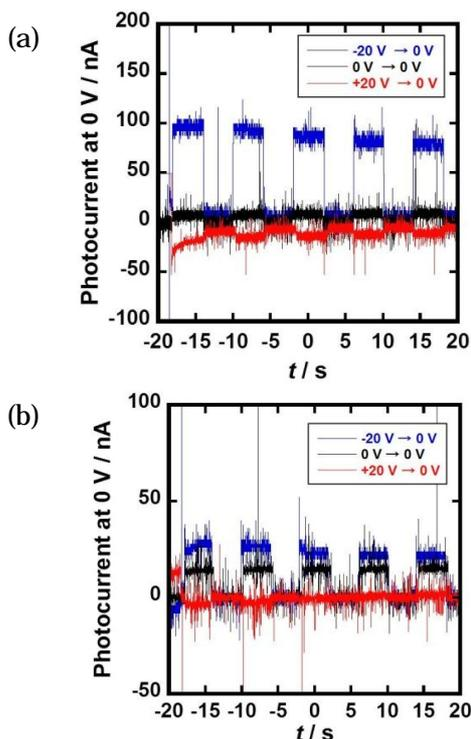 (a)
200
150
100
50
0
-50
-100
Photocurrent at 0 V / nA
-20 V → 0 V
0 V → 0 V
+20 V → 0 V
-20 -15 -10 -5 0 5 10 15 20
t / s
(b)
100
50
0
-50
Photocurrent at 0 V / nA
-20 V → 0 V
0 V → 0 V
+20 V → 0 V
-20 -15 -10 -5 0 5 10 15 20
t / s